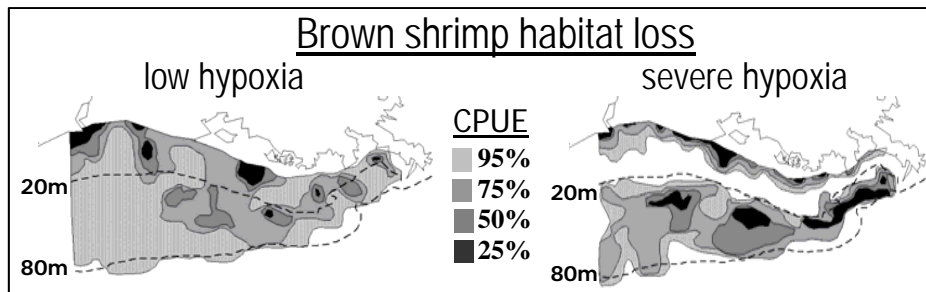 Brown shrimp habitat loss
low hypoxia
severe hypoxia
CPUE
95%
75%
50%
25%
20m
80m
20m
80m